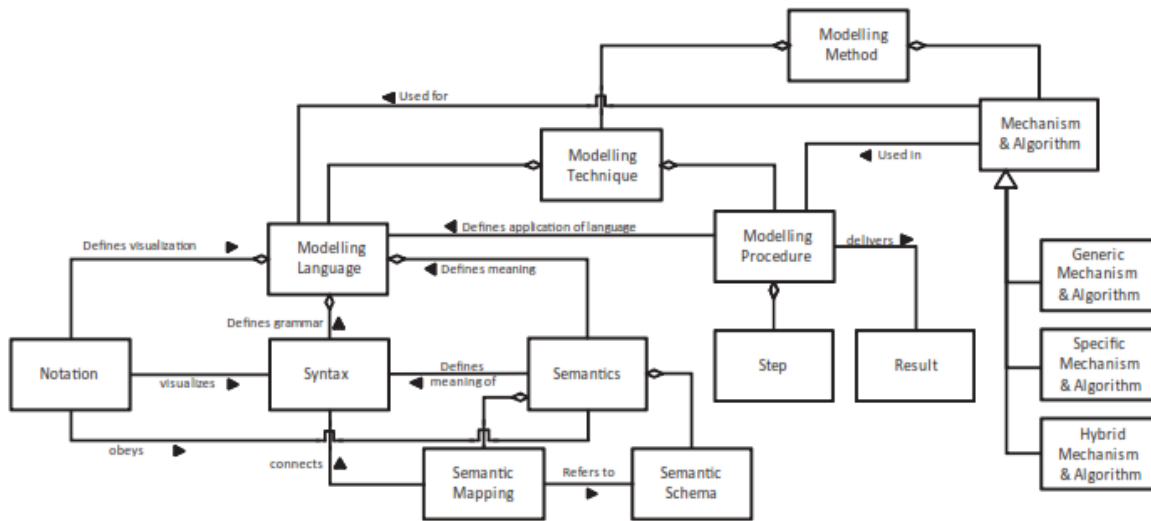 Modelling
Method
Used for
Mechanism
& Algorithm
Modelling
Technique
Used in
Defines visualization
Modelling
Language
Defines application of language
Defines meaning
Modelling
Procedure
delivers
Generic
Mechanism
& Algorithm
Defines grammar
Notation
visualizes
Syntax
Defines
meaning of
Semantics
Step
Result
Specific
Mechanism
& Algorithm
obeys
connects
Semantic
Mapping
Refers to
Semantic
Schema
Hybrid
Mechanism
& Algorithm